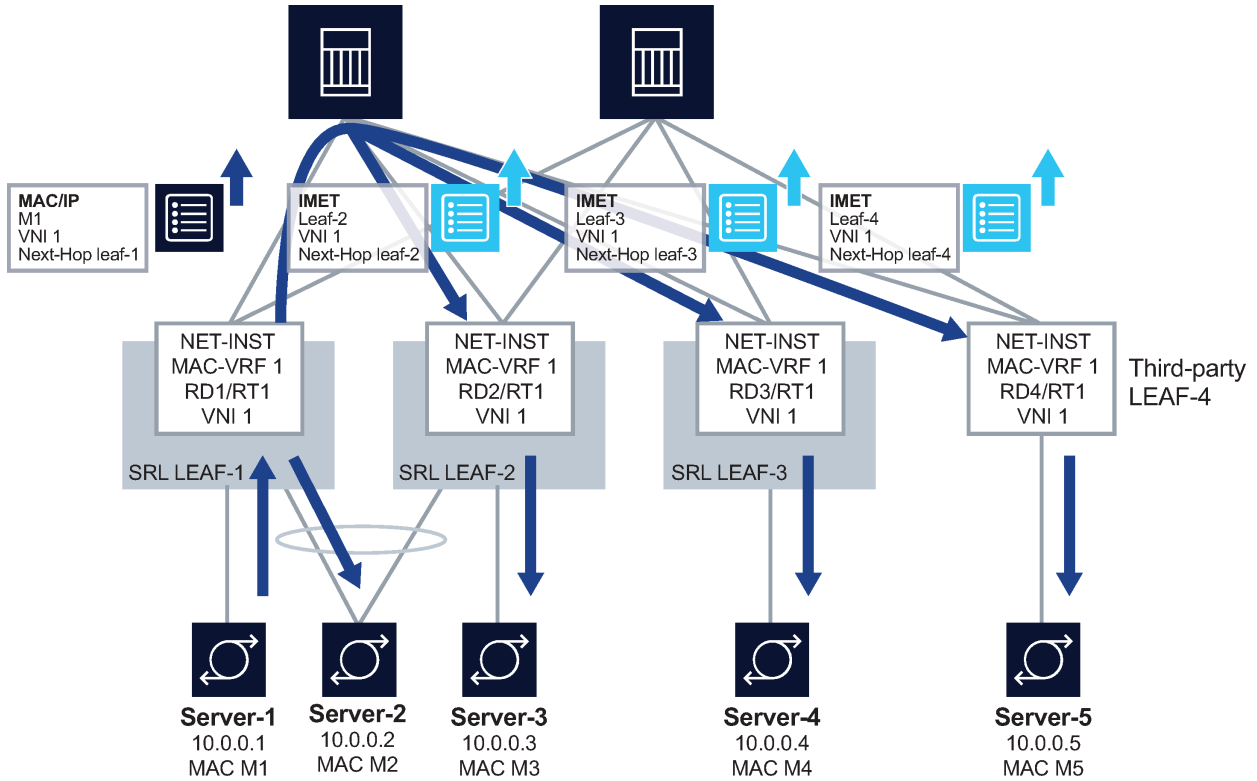 MAC/IP
M1
VNI 1
Next-Hop leaf-1
IMET
Leaf-2
VNI 1
Next-Hop leaf-2
IMET
Leaf-3
VNI 1
Next-Hop leaf-3
IMET
Leaf-4
VNI 1
Next-Hop leaf-4
NET-INST
MAC-VRF 1
RD1/RT1
VNI 1
SRL LEAF-1
NET-INST
MAC-VRF 1
RD2/RT1
VNI 1
SRL LEAF-2
NET-INST
MAC-VRF 1
RD3/RT1
VNI 1
SRL LEAF-3
NET-INST
MAC-VRF 1
RD4/RT1
VNI 1
Third-party
LEAF-4
Server-1
10.0.0.1
MAC M1
Server-2
10.0.0.2
MAC M2
Server-3
10.0.0.3
MAC M3
Server-4
10.0.0.4
MAC M4
Server-5
10.0.0.5
MAC M5